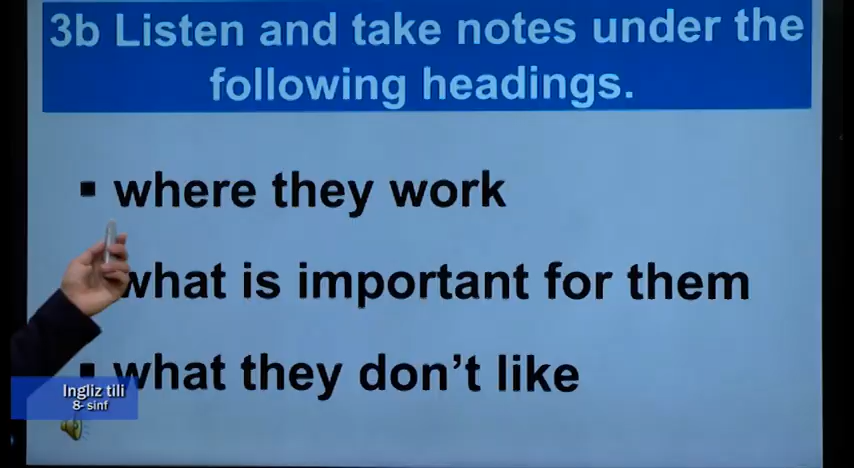 3b Listen and take notes under the
following headings.
▪ where they work
what is important for them
▪ what they don't like
Ingliz tili
8- sinf